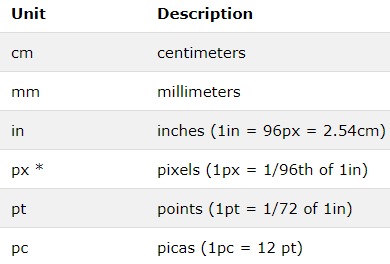 Unit Description
cm centimeters
mm millimeters
in inches (1in = 96px = 2.54cm)
px * pixels (1px = 1/96th of 1in)
pt points (1pt = 1/72 of 1in)
pc picas (1pc = 12 pt)